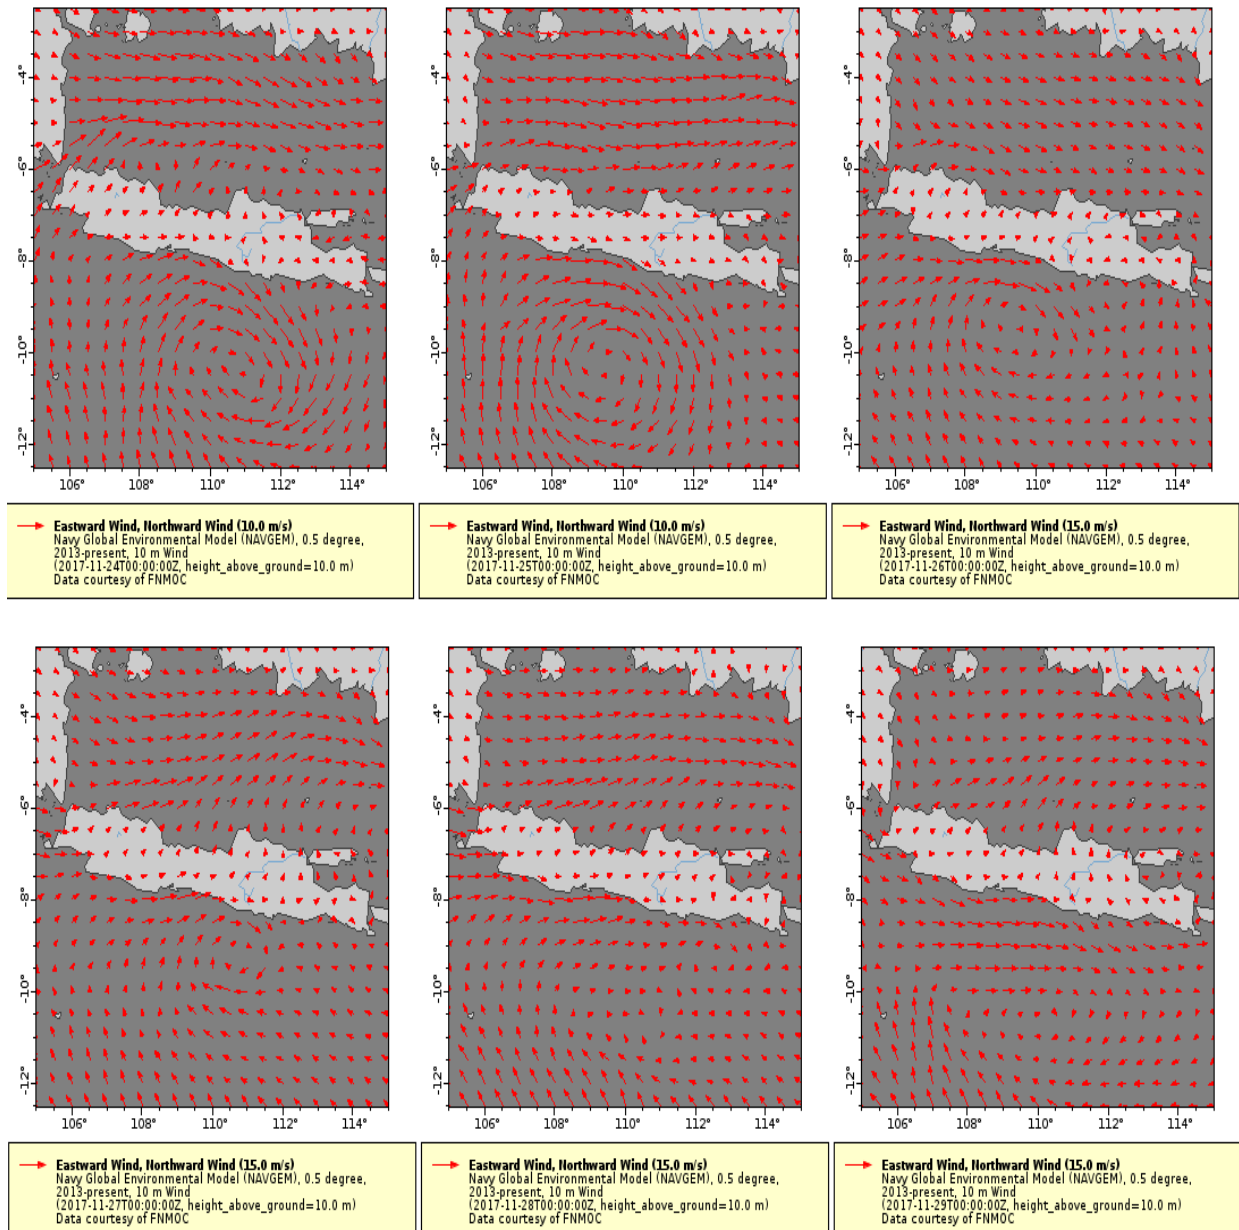 -4°
-6°
-8°
-10°
-12°
106° 108° 110° 112° 114°
Eastward Wind, Northward Wind (10.0 m/s)
Navy Global Environmental Model (NAVGEM), 0.5 degree,
2013-present, 10 m Wind
(2017-11-24T00:00:00Z, height_above_ground=10.0 m)
Data courtesy of FNMOC
-4°
-6°
-8°
-10°
-12°
106° 108° 110° 112° 114°
Eastward Wind, Northward Wind (10.0 m/s)
Navy Global Environmental Model (NAVGEM), 0.5 degree,
2013-present, 10 m Wind
(2017-11-25T00:00:00Z, height_above_ground=10.0 m)
Data courtesy of FNMOC
-4°
-6°
-8°
-10°
-12°
106° 108° 110° 112° 114°
Eastward Wind, Northward Wind (15.0 m/s)
Navy Global Environmental Model (NAVGEM), 0.5 degree,
2013-present, 10 m Wind
(2017-11-26T00:00:00Z, height_above_ground=10.0 m)
Data courtesy of FNMOC
-4°
-6°
-8°
-10°
-12°
106° 108° 110° 112° 114°
Eastward Wind, Northward Wind (15.0 m/s)
Navy Global Environmental Model (NAVGEM), 0.5 degree,
2013-present, 10 m Wind
(2017-11-27T00:00:00Z, height_above_ground=10.0 m)
Data courtesy of FNMOC
-4°
-6°
-8°
-10°
-12°
106° 108° 110° 112° 114°
Eastward Wind, Northward Wind (15.0 m/s)
Navy Global Environmental Model (NAVGEM), 0.5 degree,
2013-present, 10 m Wind
(2017-11-28T00:00:00Z, height_above_ground=10.0 m)
Data courtesy of FNMOC
-4°
-6°
-8°
-10°
-12°
106° 108° 110° 112° 114°
Eastward Wind, Northward Wind (15.0 m/s)
Navy Global Environmental Model (NAVGEM), 0.5 degree,
2013-present, 10 m Wind
(2017-11-29T00:00:00Z, height_above_ground=10.0 m)
Data courtesy of FNMOC